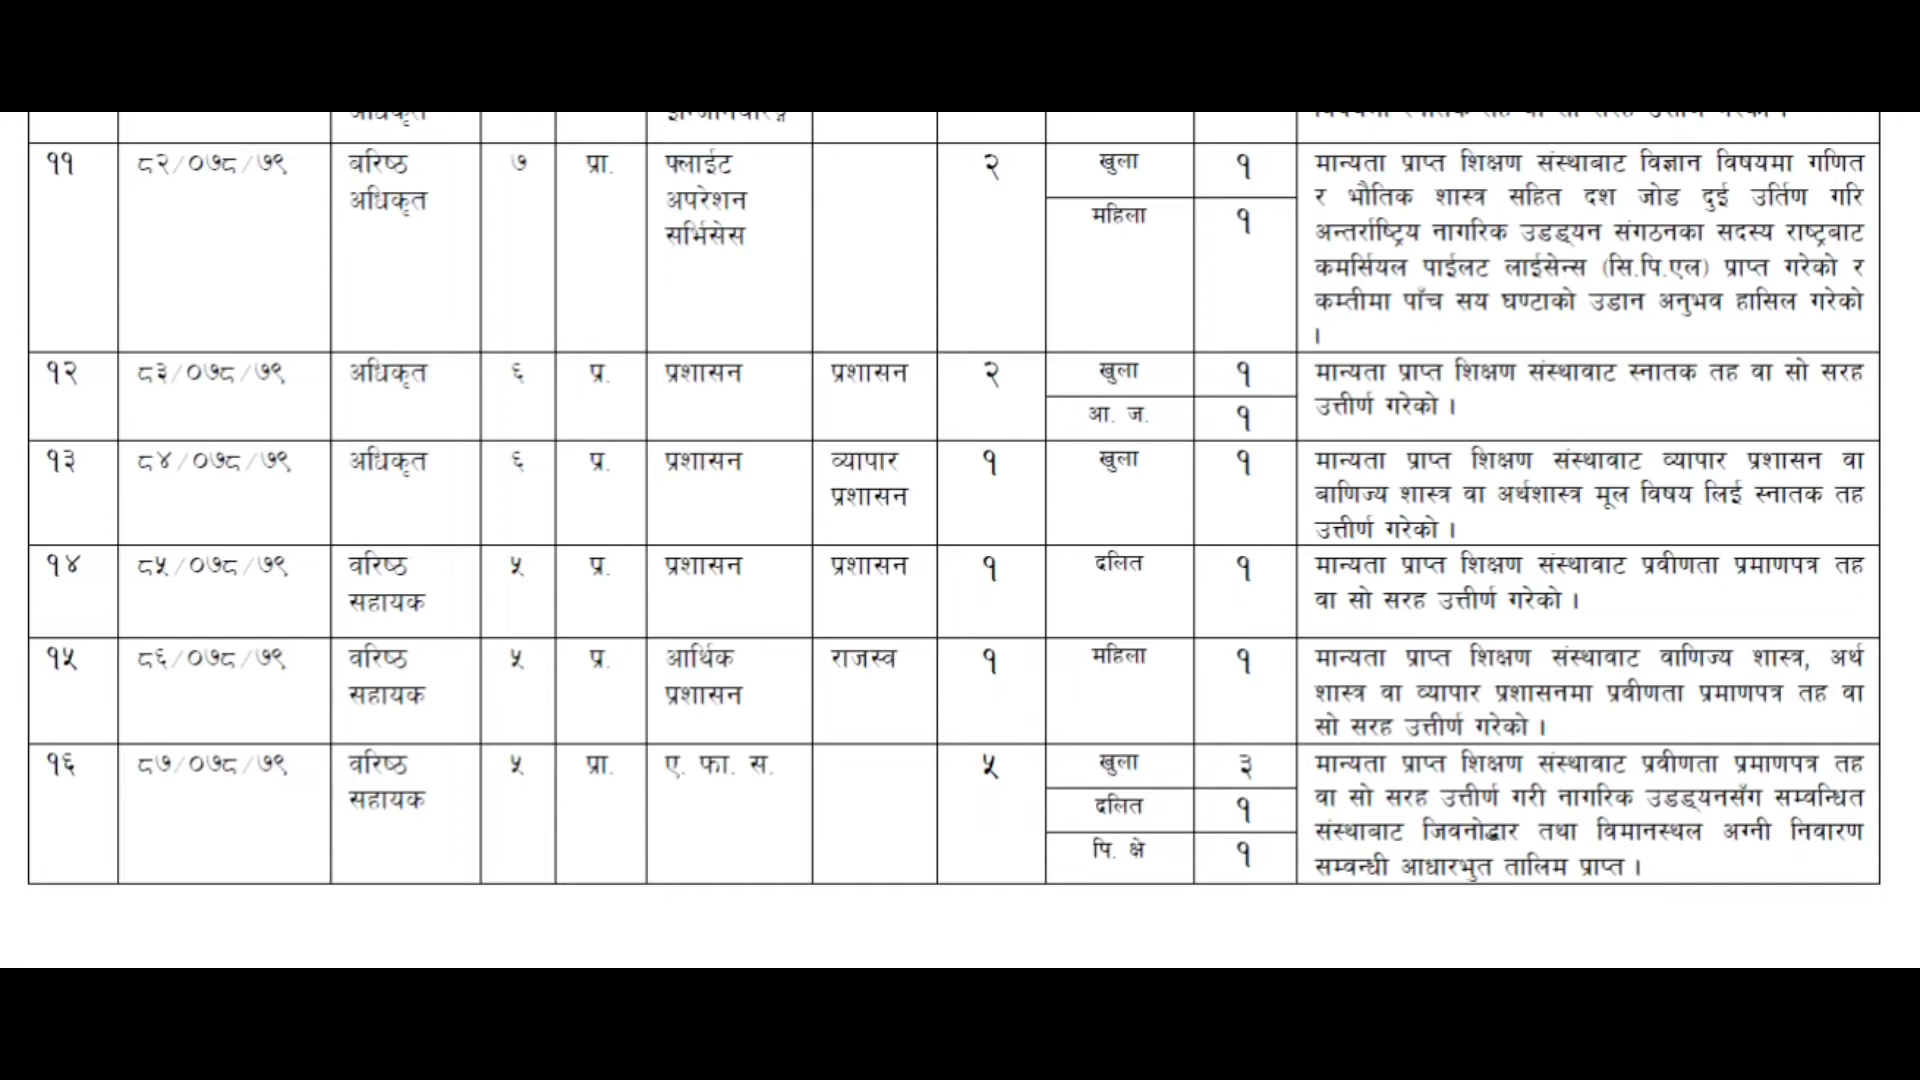 ११ ८२/०७८/७९ बरिष्ठ अधिकृत ७ प्रा. फ्लाईट अपरेशन सर्भिसेस २ खुला १ महिला १
मान्यता प्राप्त शिक्षण संस्थाबाट विज्ञान विषयमा गणित
र भौतिक शास्त्र सहित दश जोड दुई उर्तिण गरि
अन्तर्राष्ट्रिय नागरिक उडड्यन संगठनका सदस्य राष्ट्रबाट
कमर्सियल पाईलट लाईसेन्स (सि.पि.एल) प्राप्त गरेको र
कम्तीमा पाँच सय घण्टाको उडान अनुभव हासिल गरेको
।
१२ ८३/०७८/७९ अधिकृत ६ प्र. प्रशासन प्रशासन २ खुला १ आ. ज. १
मान्यता प्राप्त शिक्षण संस्थावाट स्नातक तह वा सो सरह
उत्तीर्ण गरेको ।
१३ ८४/०७८/७९ अधिकृत ६ प्र. प्रशासन व्यापार प्रशासन १ खुला १
मान्यता प्राप्त शिक्षण संस्थावाट व्यापार प्रशासन वा
बाणिज्य शास्त्र वा अर्थशास्त्र मूल विषय लिई स्नातक तह
उत्तीर्ण गरेको ।
१४ ८५/०७८/७९ वरिष्ठ सहायक ५ प्र. प्रशासन प्रशासन १ दलित १
मान्यता प्राप्त शिक्षण संस्थावाट प्रवीणता प्रमाणपत्र तह
वा सो सरह उत्तीर्ण गरेको ।
१५ ८६/०७८/७९ वरिष्ठ सहायक ५ प्र. आर्थिक प्रशासन राजस्व १ महिला १
मान्यता प्राप्त शिक्षण संस्थावाट वाणिज्य शास्त्र, अर्थ
शास्त्र वा व्यापार प्रशासनमा प्रवीणता प्रमाणपत्र तह वा
सो सरह उत्तीर्ण गरेको ।
१६ ८७/०७८/७९ वरिष्ठ सहायक ५ प्रा. ए. फा. स. ५ खुला ३ दलित १ पि. क्षे १
मान्यता प्राप्त शिक्षण संस्थावाट प्रवीणता प्रमाणपत्र तह
वा सो सरह उत्तीर्ण गरी नागरिक उडड्यनसँग सम्वन्धित
संस्थाबाट जिवनोद्धार तथा विमानस्थल अग्नी निवारण
सम्वन्धी आधारभुत तालिम प्राप्त ।